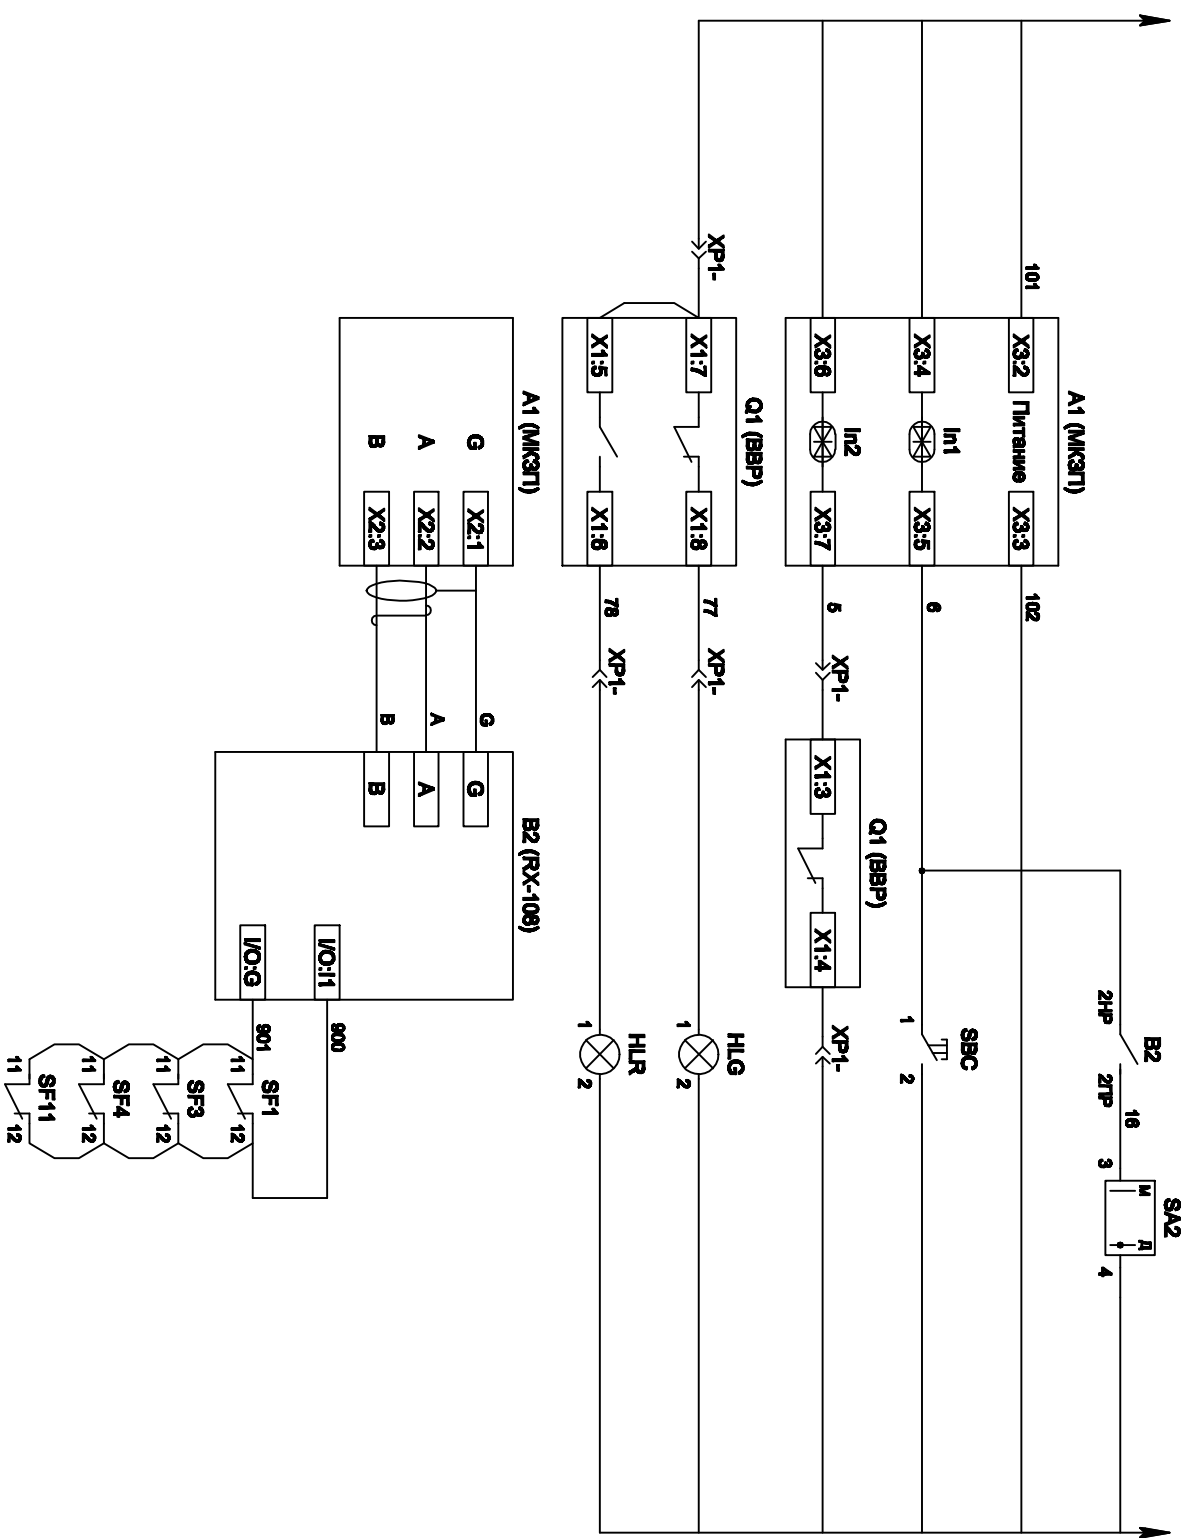 SA2
М
Д
3
4
B2
2НР
2ПР
16
A1 (МКЗП)
101
X3:2
Питание
X3:3
102
SBC
1
2
In1
X3:4
X3:5
6
Q1 (ВВР)
In2
X3:6
X3:7
5
XP1-
X1:3
X1:4
XP1-
Q1 (ВВР)
XP1-
X1:7
X1:8
77
XP1-
HLG
1
2
X1:5
X1:6
78
XP1-
HLR
1
2
A1 (МКЗП)
B2 (RX-108)
G
X2:1
G
G
A
X2:2
A
A
B
X2:3
B
B
I/O:I1
900
I/O:G
901
SF1
11
12
SF3
11
12
SF4
11
12
SF11
11
12